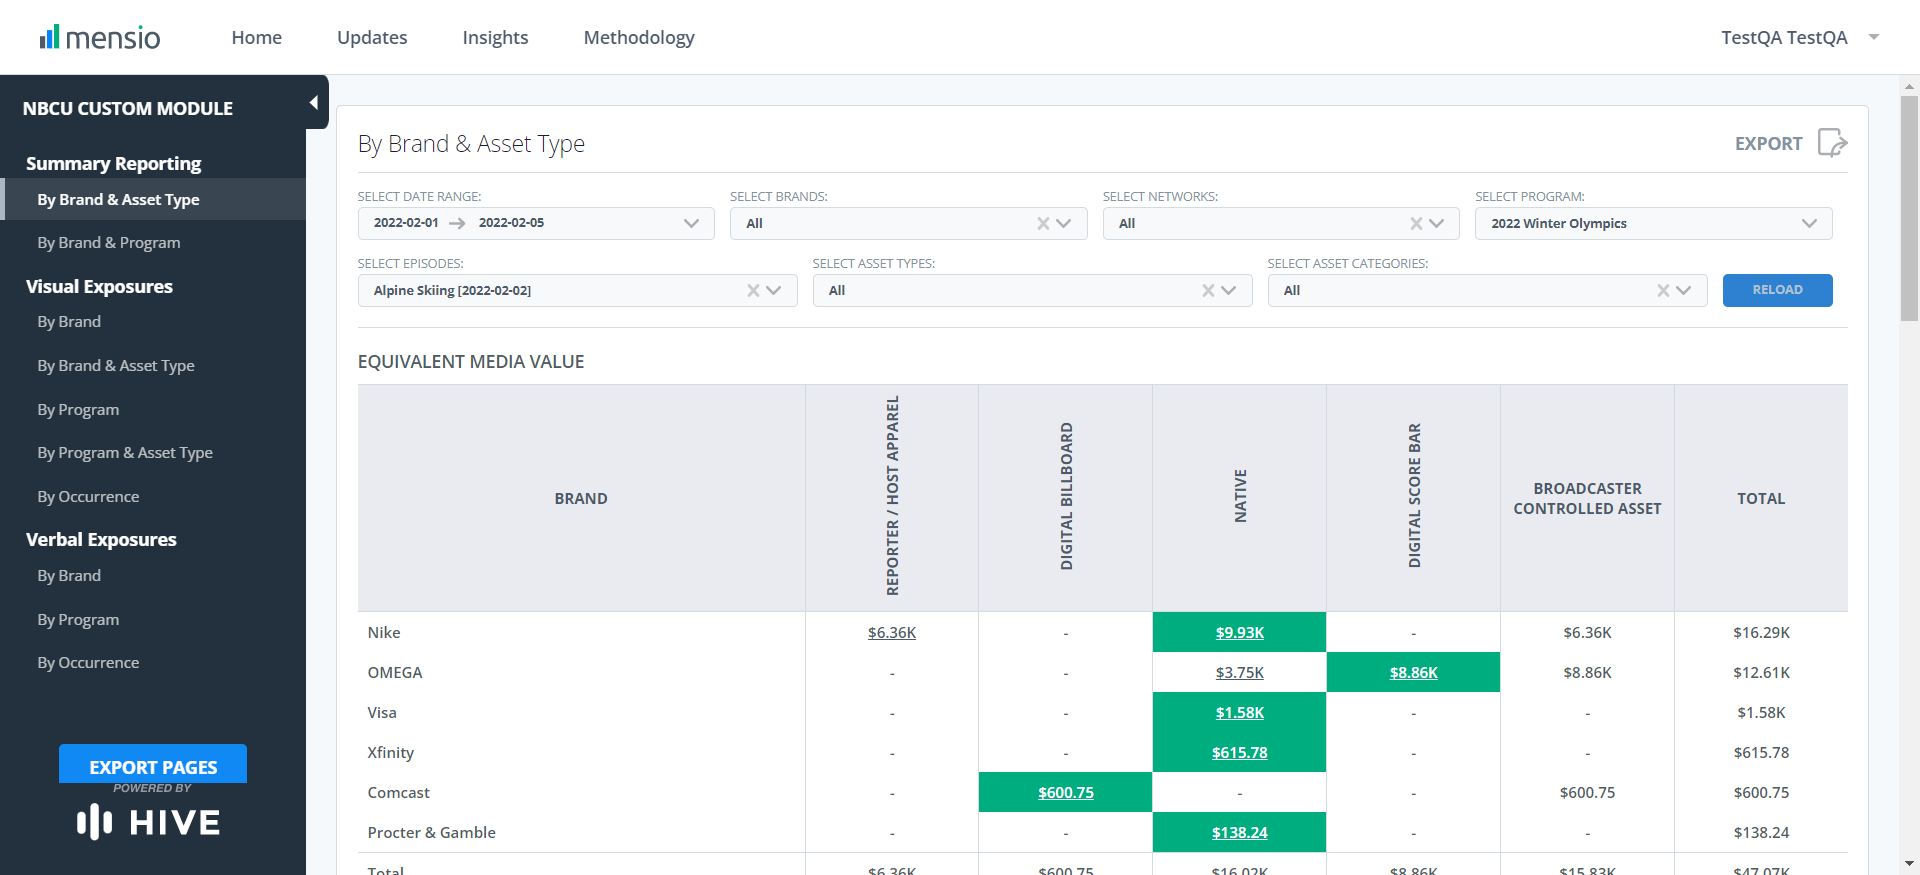 mensio
Home Updates Insights Methodology
TestQA TestQA
NBCU CUSTOM MODULE
Summary Reporting
By Brand & Asset Type
By Brand & Program
Visual Exposures
By Brand
By Brand & Asset Type
By Program
By Program & Asset Type
By Occurrence
Verbal Exposures
By Brand
By Program
By Occurrence
EXPORT PAGES
POWERED BY
HIVE
By Brand & Asset Type
EXPORT
SELECT DATE RANGE: SELECT BRANDS: SELECT NETWORKS: SELECT PROGRAM:
2022-02-01 → 2022-02-05 All All 2022 Winter Olympics
SELECT EPISODES: SELECT ASSET TYPES: SELECT ASSET CATEGORIES:
Alpine Skiing [2022-02-02] All All RELOAD
EQUIVALENT MEDIA VALUE
BRAND
REPORTER / HOST APPAREL
DIGITAL BILLBOARD
NATIVE
DIGITAL SCORE BAR
BROADCASTER
CONTROLLED ASSET
TOTAL
Nike $6.36K - $9.93K - $6.36K $16.29K
OMEGA - - $3.75K $8.86K $8.86K $12.61K
Visa - - $1.58K - - $1.58K
Xfinity - - $615.78 - - $615.78
Comcast - $600.75 - - $600.75 $600.75
Procter & Gamble - - $138.24 - - $138.24
Total $6.36K $600.75 $16.02K $8.86K $15.83K $47.07K